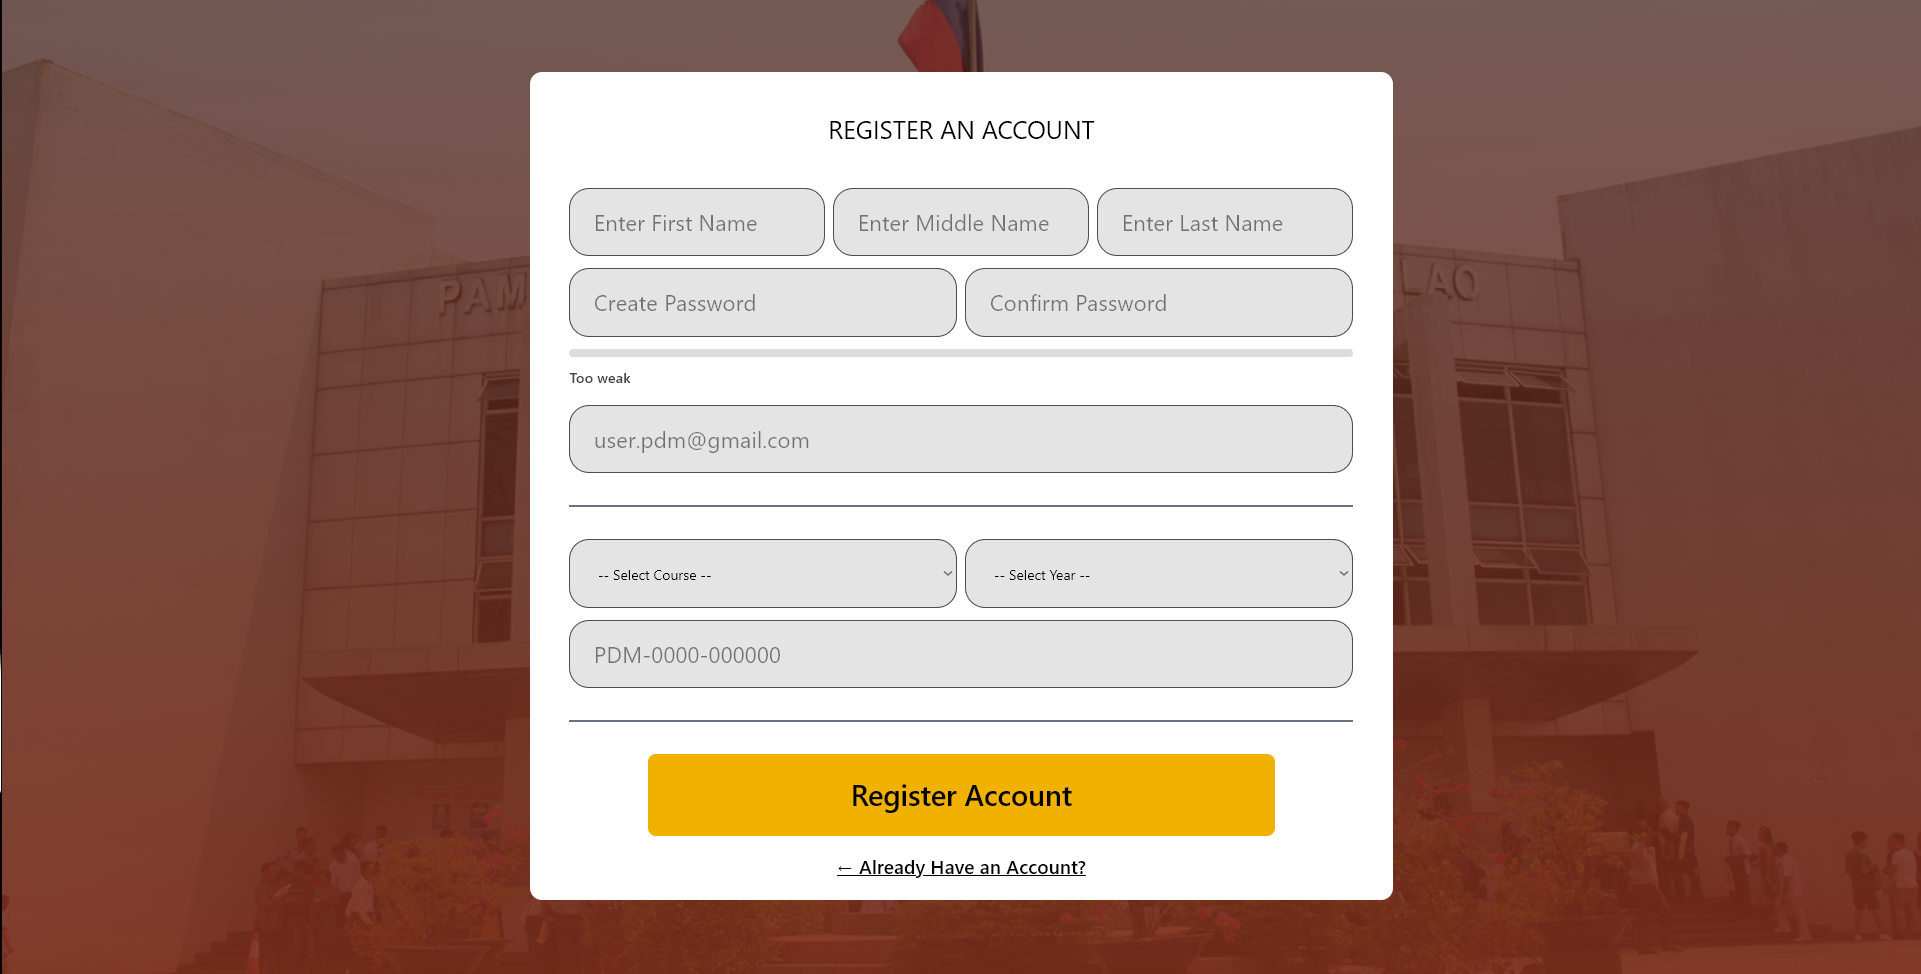 REGISTER AN ACCOUNT
Enter First Name Enter Middle Name Enter Last Name
PAM LAO
Create Password Confirm Password
Too weak
user.pdm@gmail.com
-- Select Course -- -- Select Year --
PDM-0000-000000
Register Account
← Already Have an Account?